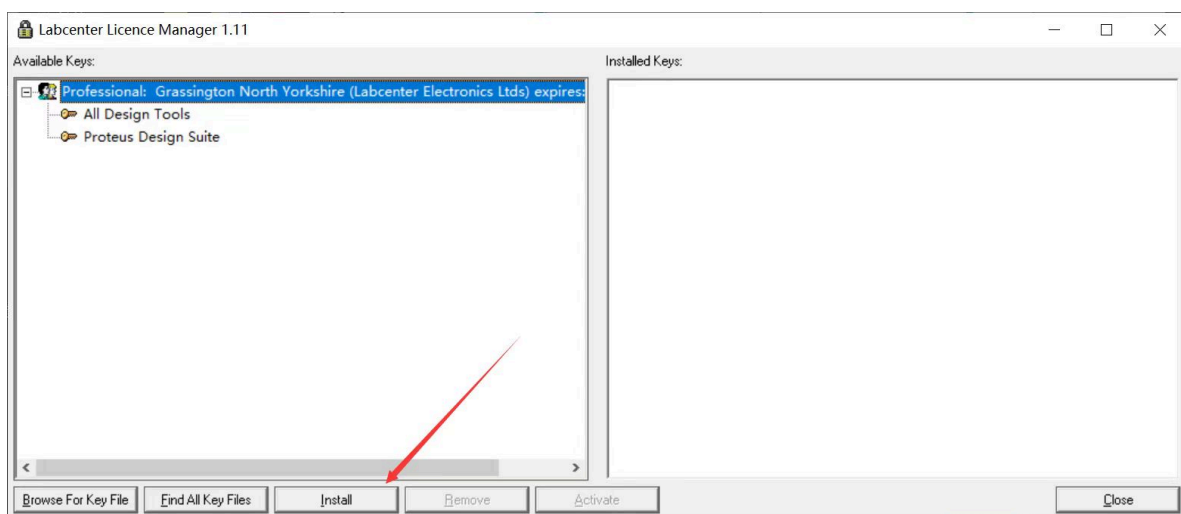 Labcenter Licence Manager 1.11
Available Keys:
Installed Keys:
Professional: Grassington North Yorkshire (Labcenter Electronics Ltds) expires:
All Design Tools
Proteus Design Suite
Browse For Key File
Find All Key Files
Install
Remove
Activate
Close